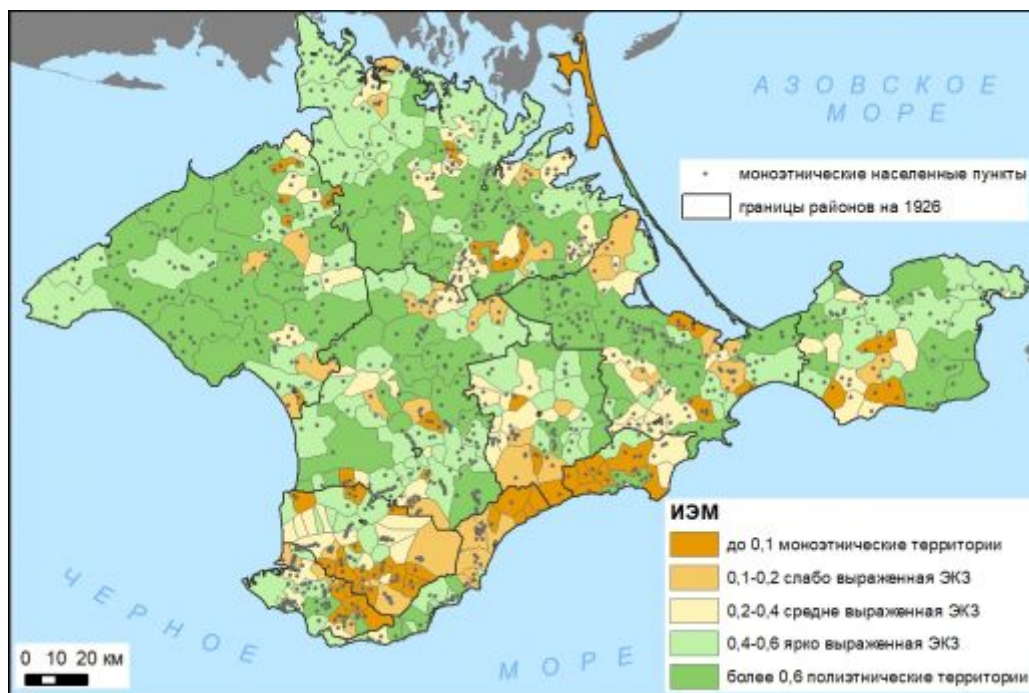 АЗОВСКОЕ
МОРЕ
моноэтнические населенные пункты
границы районов на 1926
ИЭМ
до 0,1 моноэтнические территории
0,1-0,2 слабо выраженная ЭКЗ
0,2-0,4 средне выраженная ЭКЗ
0,4-0,6 ярко выраженная ЭКЗ
более 0,6 полиэтнические территории
ЧЕРНОЕ
МОРЕ
0 10 20 км